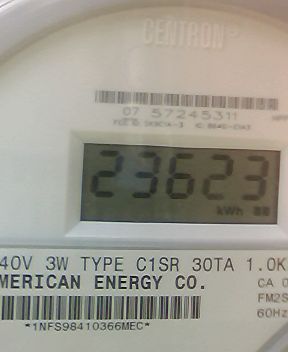 CENTRON
07 57245311
23623
kWh
40V 3W TYPE C1SR 30TA 1.0K
MERICAN ENERGY CO.
CA 0
FM2S
60Hz
*1NFS98410366MEC*